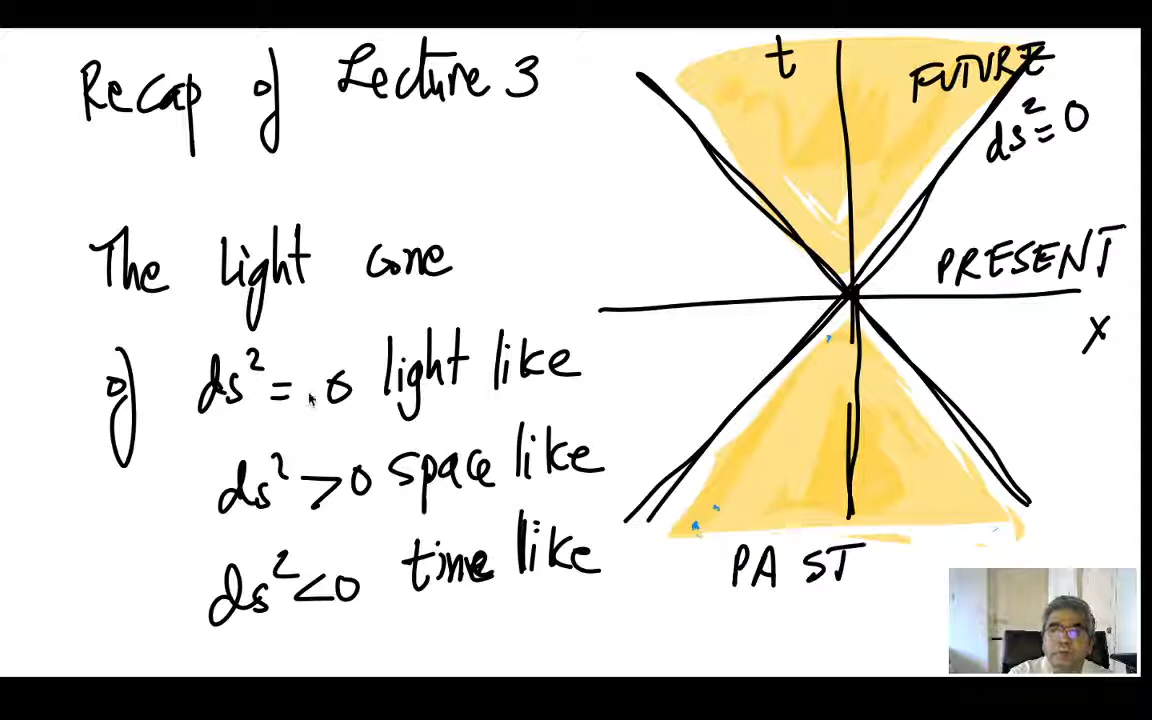 Recap of Lecture 3
The light cone
of ds² = 0 light like
ds² > 0 space like
ds² < 0 time like
t
FUTURE
ds² = 0
PRESENT
x
PAST